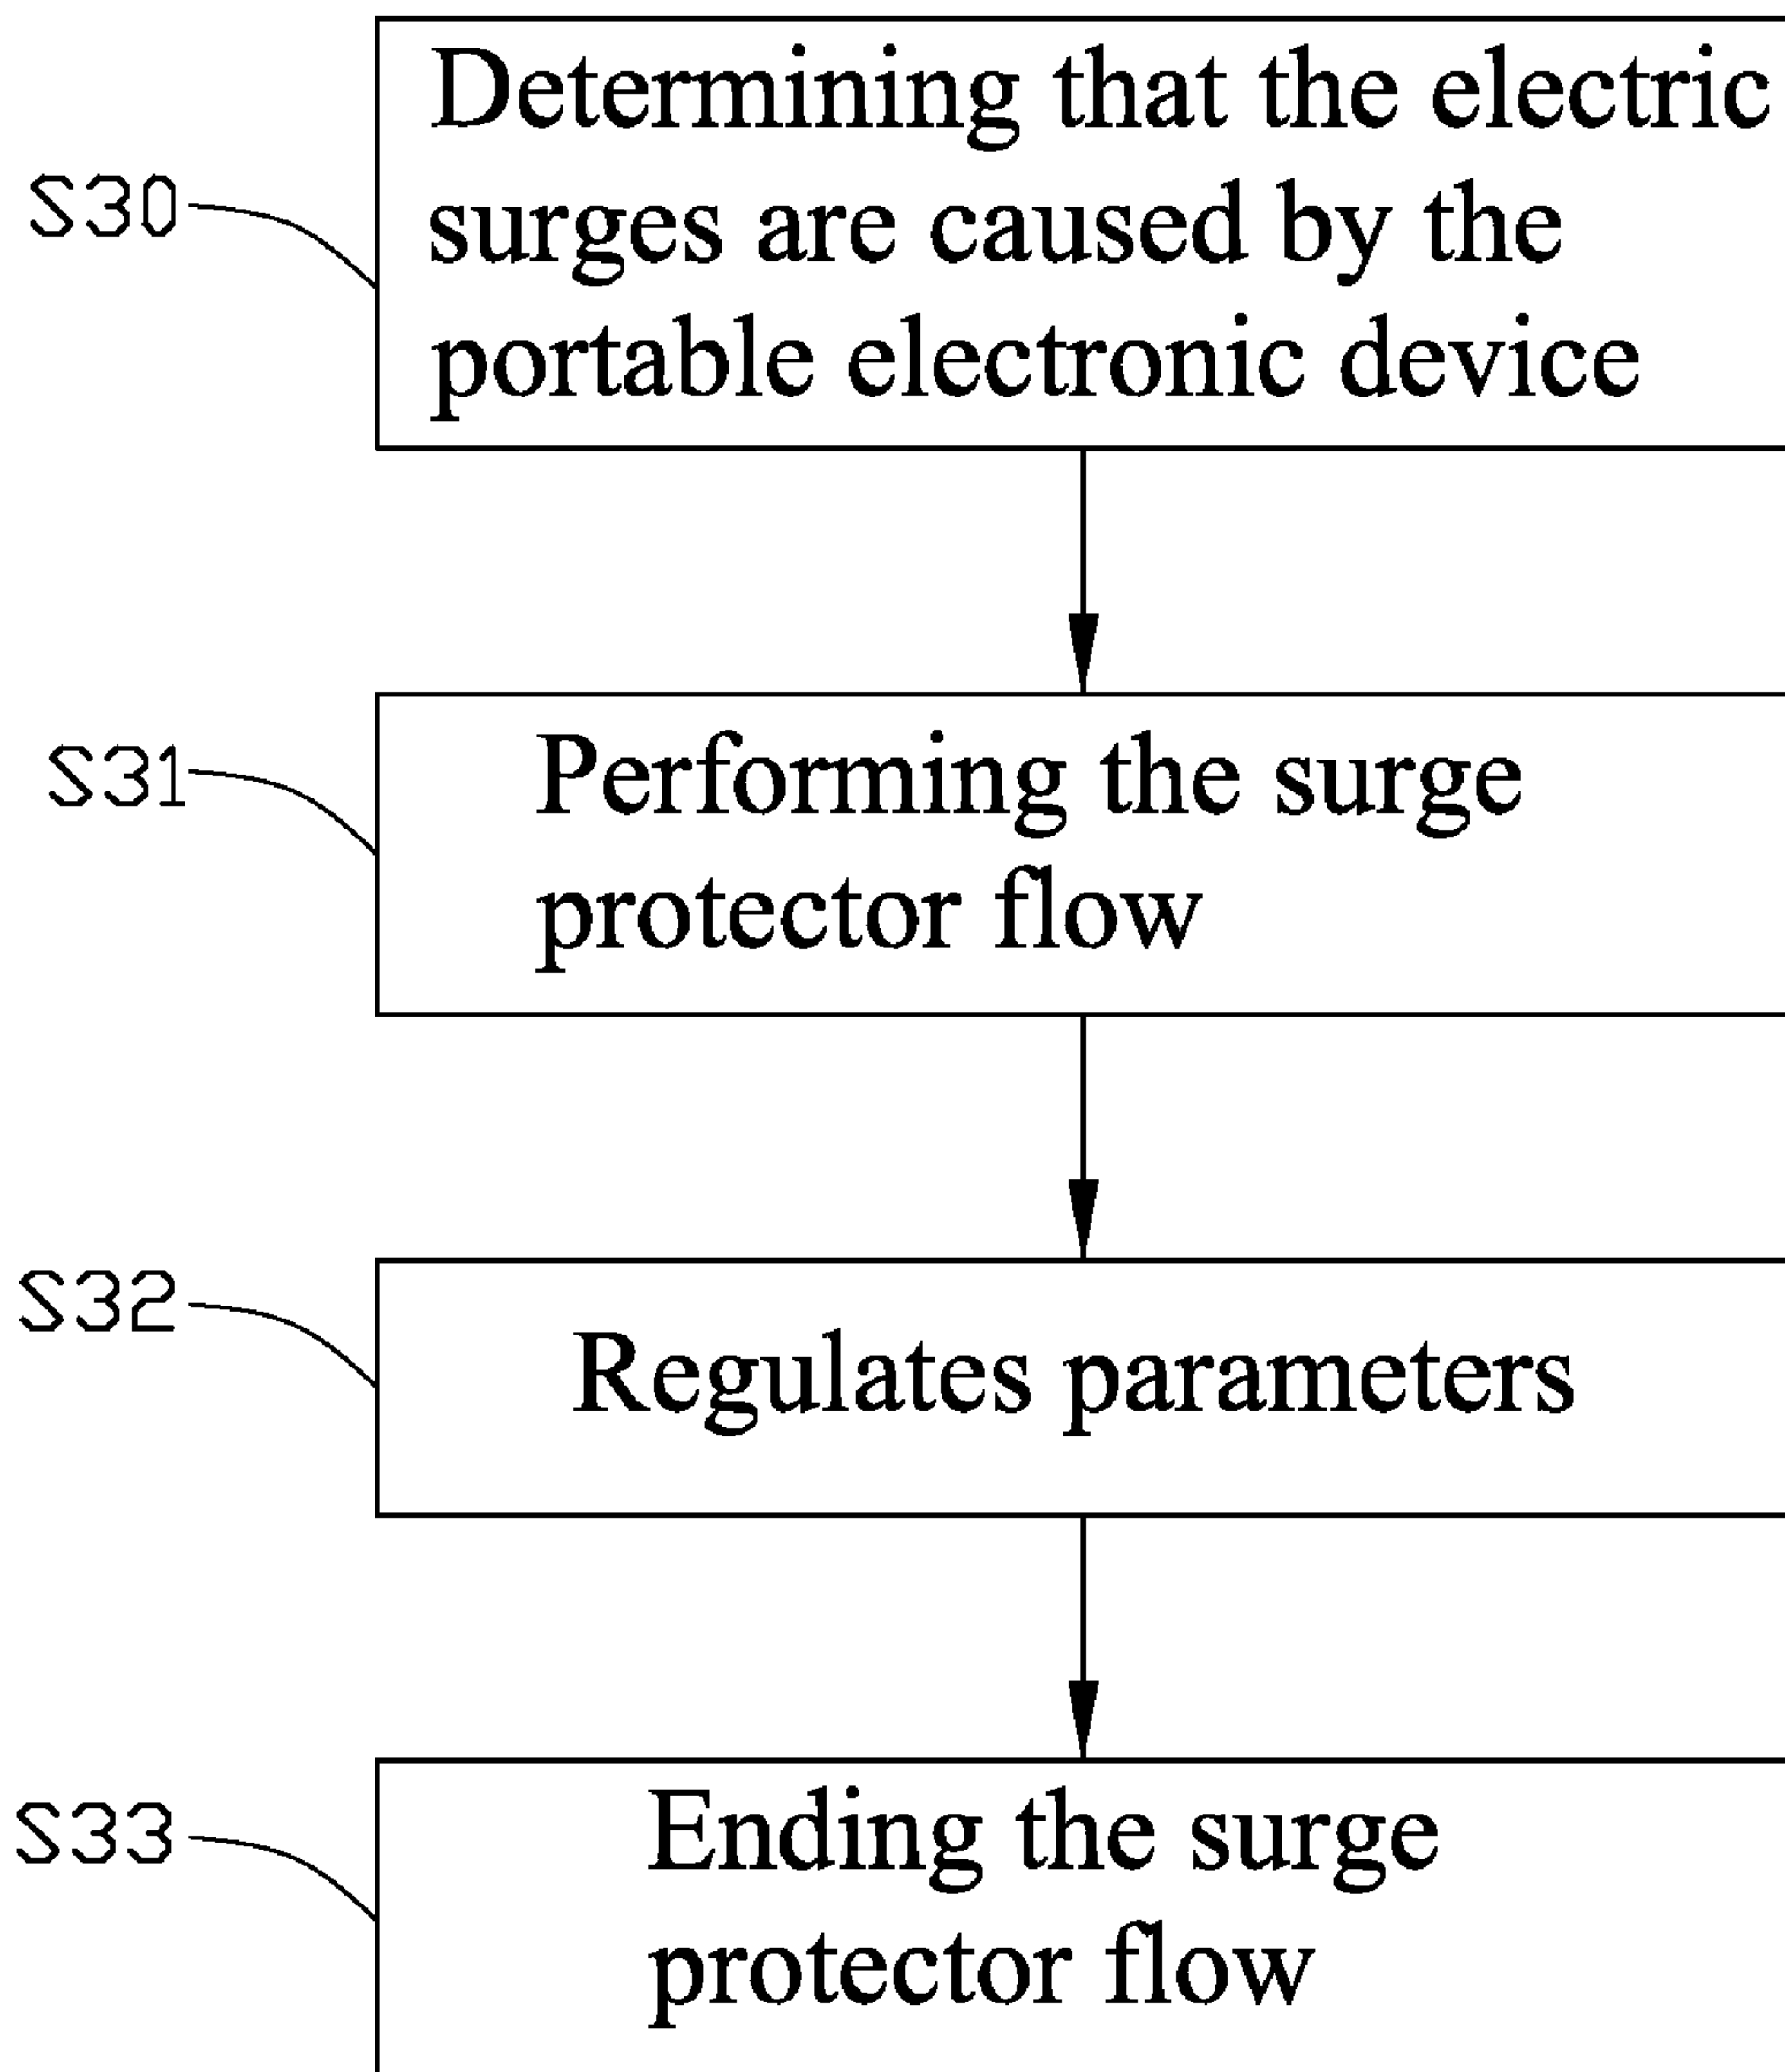 S30
Determining that the electric
surges are caused by the
portable electronic device
S31
Performing the surge
protector flow
S32
Regulates parameters
S33
Ending the surge
protector flow